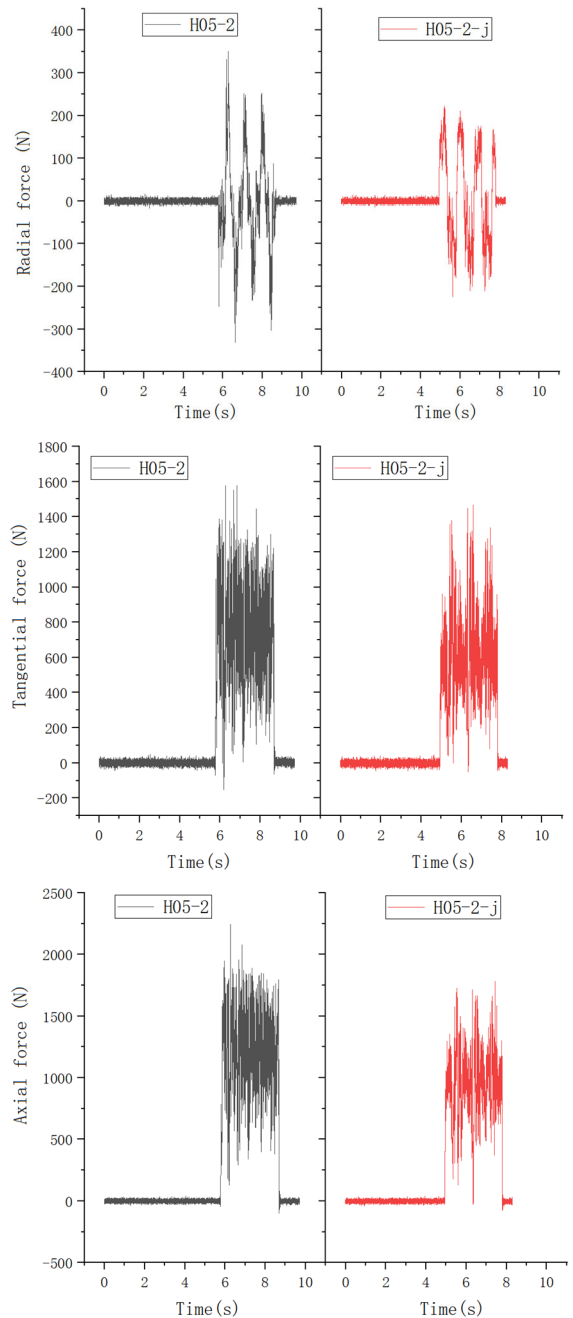 H05-2
H05-2-j
Radial force (N)
400
300
200
100
0
-100
-200
-300
-400
0 2 4 6 8 10 0 2 4 6 8 10
Time(s) Time(s)
H05-2
H05-2-j
Tangential force (N)
1800
1600
1400
1200
1000
800
600
400
200
0
-200
0 2 4 6 8 10 0 2 4 6 8 10
Time(s) Time(s)
H05-2
H05-2-j
Axial force (N)
2500
2000
1500
1000
500
0
-500
0 2 4 6 8 10 0 2 4 6 8 10
Time(s) Time(s)